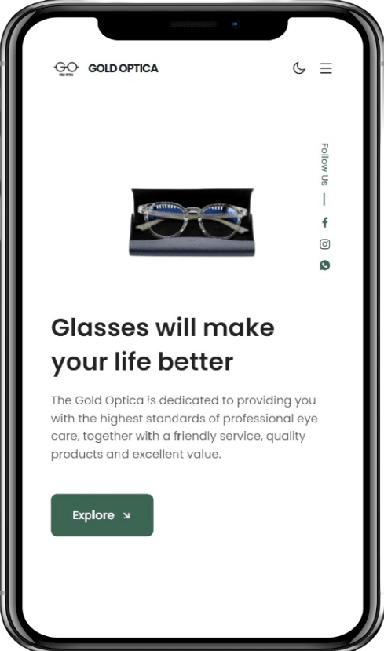 GO
GOLD OPTICA
Follow Us
Glasses will make
your life better
The Gold Optica is dedicated to providing you
with the highest standards of professional eye
care, together with a friendly service, quality
products and excellent value.
Explore